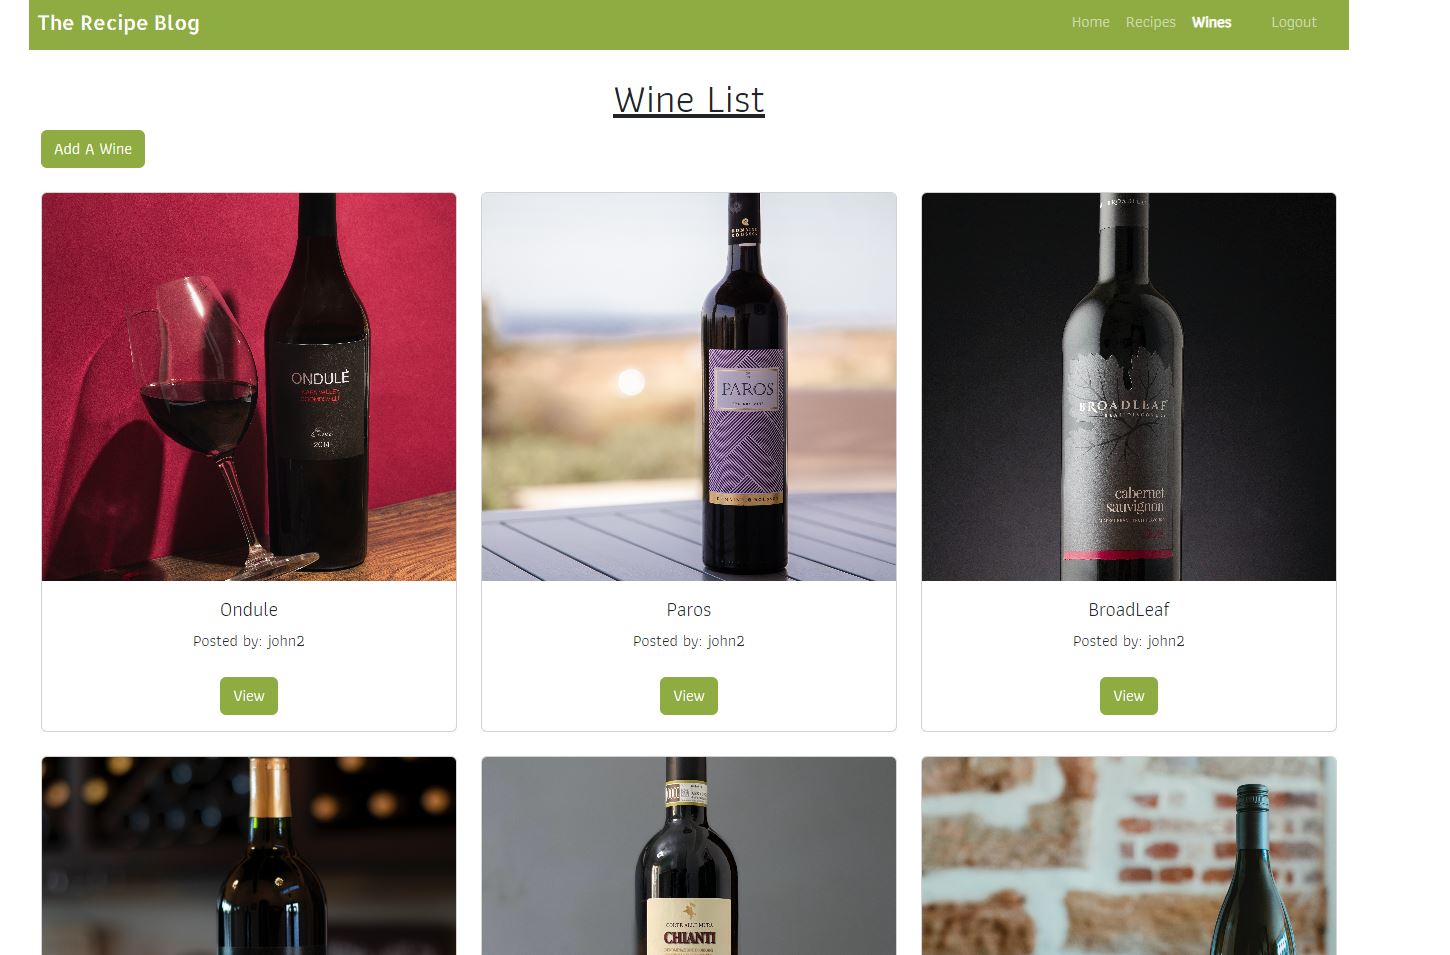 The Recipe Blog
Home Recipes Wines Logout
Wine List
Add A Wine
ONDULÉ
2014
PAROS
BROADLEAF
cabernet
sauvignon
Ondule
Posted by: john2
View
Paros
Posted by: john2
View
BroadLeaf
Posted by: john2
View
CHIANTI